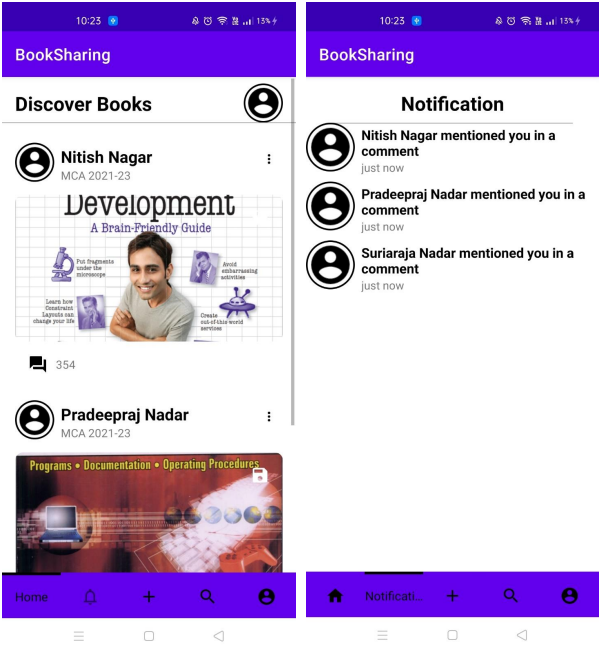 10:23
13%
BookSharing
Discover Books
Nitish Nagar
MCA 2021-23
Development
A Brain-Friendly Guide
Put fragments
under the
microscope
Avoid
embarrassing
activities
Learn how
Constraint
Layouts can
change your life
Create
out-of-this-world
services
354
Pradeepraj Nadar
MCA 2021-23
Programs • Documentation • Operating Procedures
Home
10:23
13%
BookSharing
Notification
Nitish Nagar mentioned you in a
comment
just now
Pradeepraj Nadar mentioned you in a
comment
just now
Suriaraja Nadar mentioned you in a
comment
just now
Notificati...